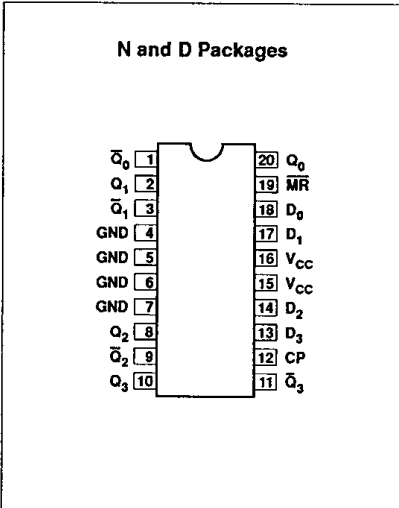 N and D Packages
Q̅₀ 1 20 Q₀
Q₁ 2 19 M̅R̅
Q̅₁ 3 18 D₀
GND 4 17 D₁
GND 5 16 V_CC
GND 6 15 V_CC
GND 7 14 D₂
Q₂ 8 13 D₃
Q̅₂ 9 12 CP
Q₃ 10 11 Q̅₃